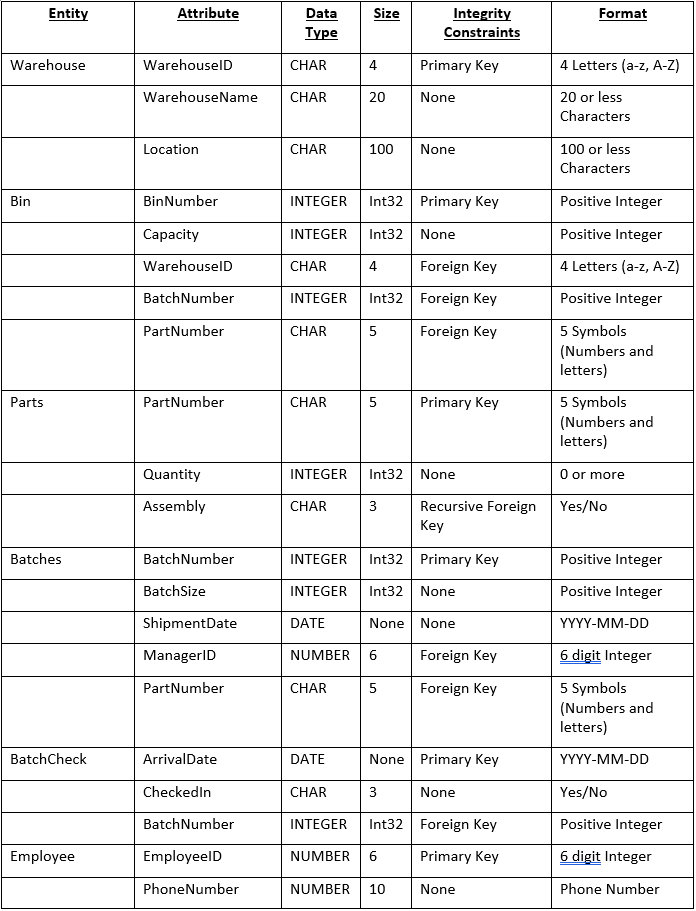 Entity Attribute Data Type Size Integrity Constraints Format
Warehouse WarehouseID CHAR 4 Primary Key 4 Letters (a-z, A-Z)
WarehouseName CHAR 20 None 20 or less Characters
Location CHAR 100 None 100 or less Characters
Bin BinNumber INTEGER Int32 Primary Key Positive Integer
Capacity INTEGER Int32 None Positive Integer
WarehouseID CHAR 4 Foreign Key 4 Letters (a-z, A-Z)
BatchNumber INTEGER Int32 Foreign Key Positive Integer
PartNumber CHAR 5 Foreign Key 5 Symbols (Numbers and letters)
Parts PartNumber CHAR 5 Primary Key 5 Symbols (Numbers and letters)
Quantity INTEGER Int32 None 0 or more
Assembly CHAR 3 Recursive Foreign Key Yes/No
Batches BatchNumber INTEGER Int32 Primary Key Positive Integer
BatchSize INTEGER Int32 None Positive Integer
ShipmentDate DATE None None YYYY-MM-DD
ManagerID NUMBER 6 Foreign Key 6 digit Integer
PartNumber CHAR 5 Foreign Key 5 Symbols (Numbers and letters)
BatchCheck ArrivalDate DATE None Primary Key YYYY-MM-DD
CheckedIn CHAR 3 None Yes/No
BatchNumber INTEGER Int32 Foreign Key Positive Integer
Employee EmployeeID NUMBER 6 Primary Key 6 digit Integer
PhoneNumber NUMBER 10 None Phone Number